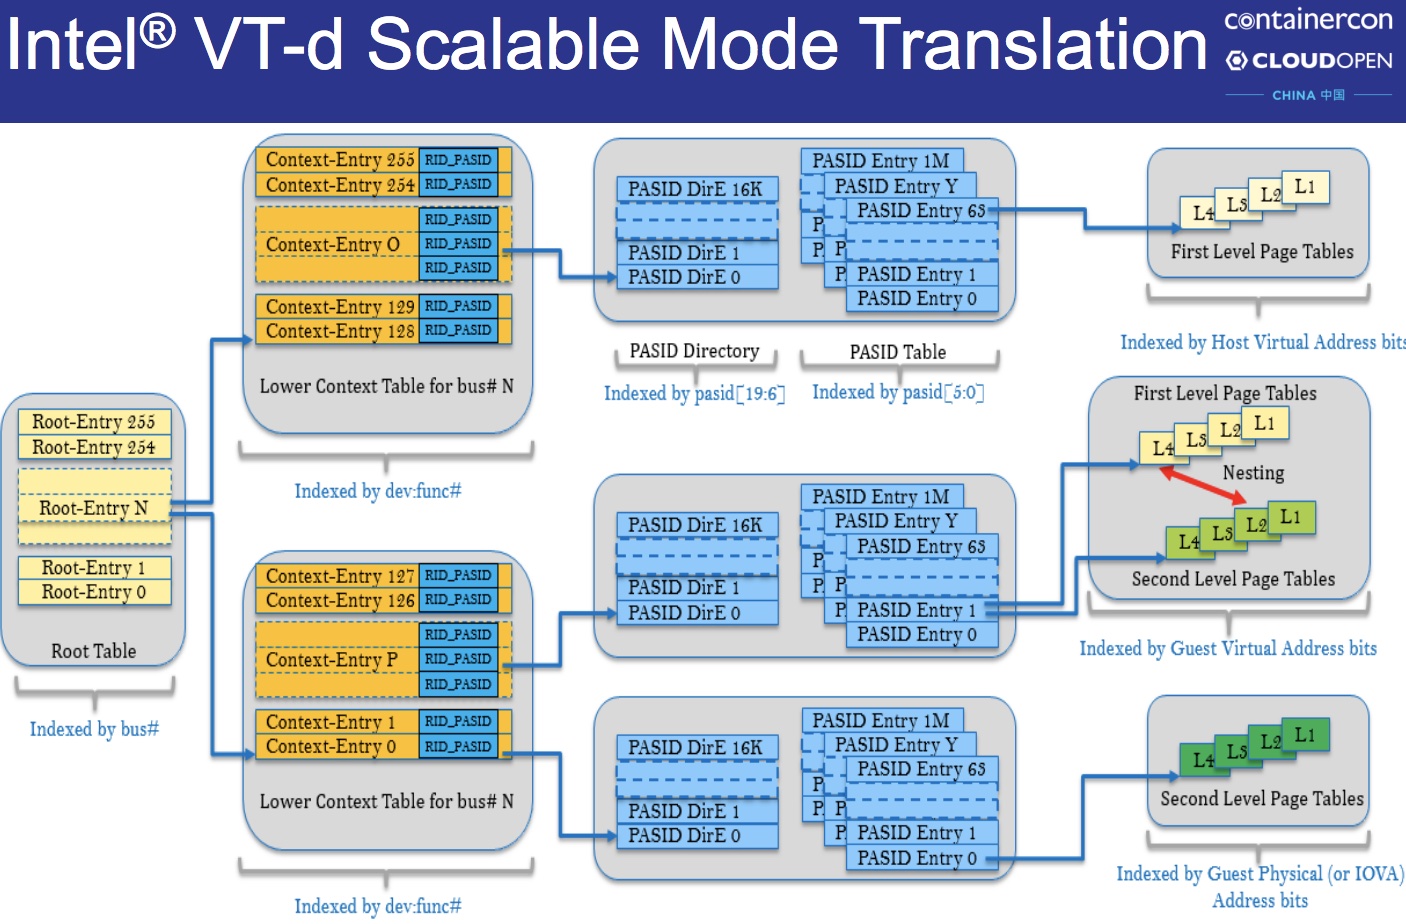 Intel® VT-d Scalable Mode Translation
containercon
CLOUDOPEN
CHINA 中国
Root-Entry 255
Root-Entry 254
Root-Entry N
Root-Entry 1
Root-Entry 0
Root Table
Indexed by bus#
Context-Entry 255 RID_PASID
Context-Entry 254 RID_PASID
RID_PASID
Context-Entry O RID_PASID
RID_PASID
Context-Entry 129 RID_PASID
Context-Entry 128 RID_PASID
Lower Context Table for bus# N
Indexed by dev:func#
Context-Entry 127 RID_PASID
Context-Entry 126 RID_PASID
RID_PASID
Context-Entry P RID_PASID
RID_PASID
Context-Entry 1 RID_PASID
Context-Entry 0 RID_PASID
Lower Context Table for bus# N
Indexed by dev:func#
PASID DirE 16K
PASID DirE 1
PASID DirE 0
PASID Entry 1M
PASID Entry Y
PASID Entry 63
P
P P
P PASID Entry 1
PASID Entry 0
PASID Directory
Indexed by pasid[19:6]
PASID Table
Indexed by pasid[5:0]
L4 L3 L2 L1
First Level Page Tables
Indexed by Host Virtual Address bits
PASID DirE 16K
PASID DirE 1
PASID DirE 0
PASID Entry 1M
PASID Entry Y
PASID Entry 63
P
P P
P PASID Entry 1
PASID Entry 0
First Level Page Tables
L4 L3 L2 L1
Nesting
L4 L3 L2 L1
Second Level Page Tables
Indexed by Guest Virtual Address bits
PASID DirE 16K
PASID DirE 1
PASID DirE 0
PASID Entry 1M
PASID Entry Y
PASID Entry 63
P
P P
P PASID Entry 1
PASID Entry 0
L4 L3 L2 L1
Second Level Page Tables
Indexed by Guest Physical (or IOVA)
Address bits